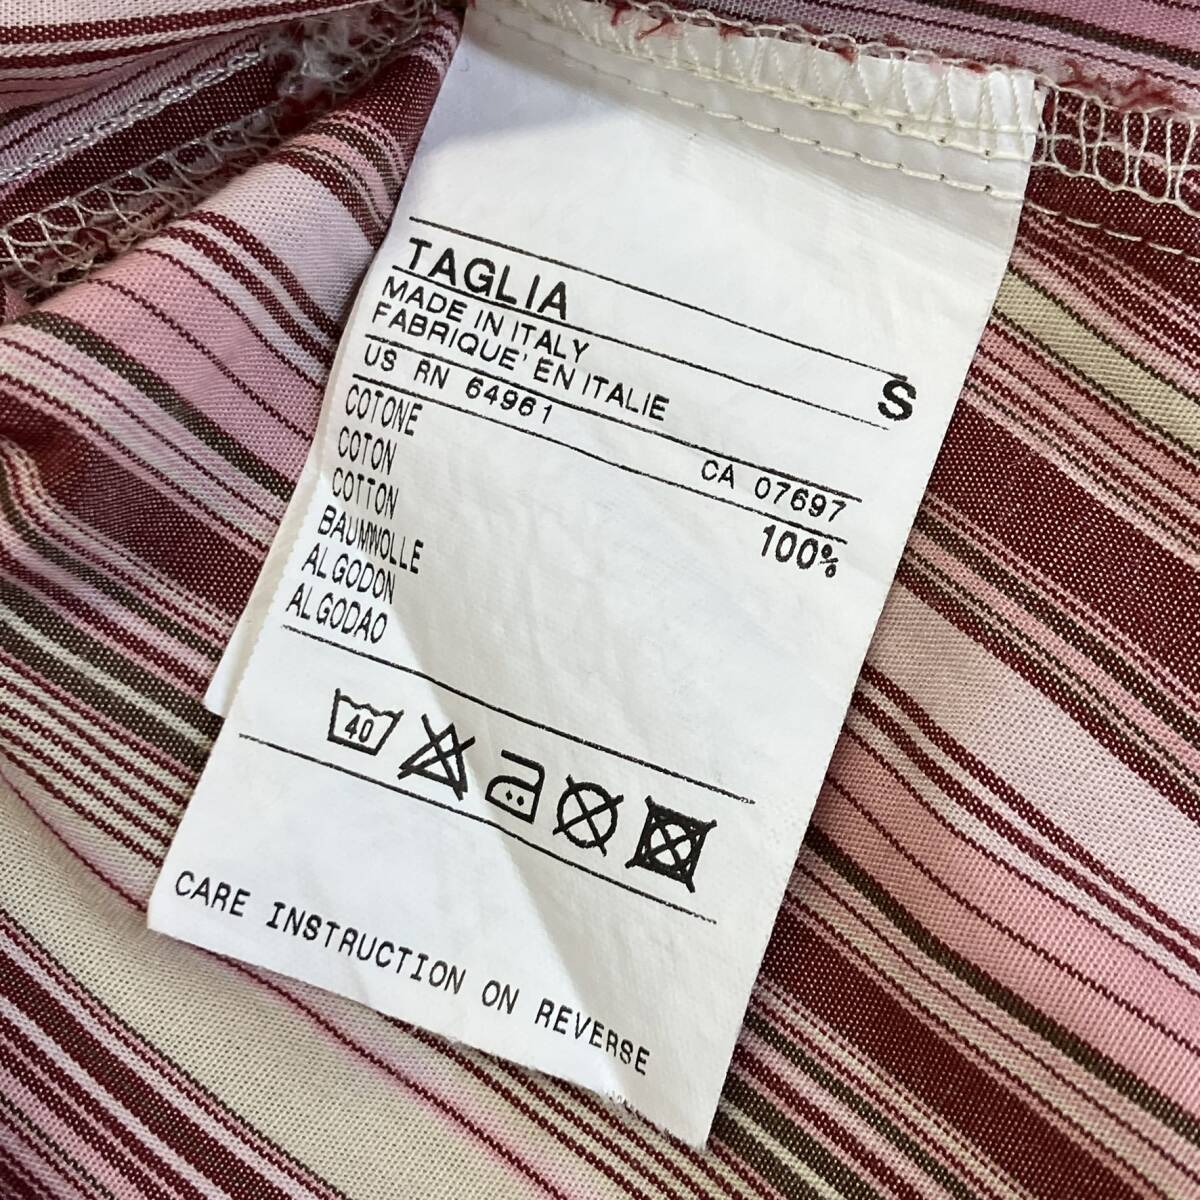 TAGLIA S
MADE IN ITALY
FABRIQUE' EN ITALIE
US RN 64961 CA 07697
COTONE 100%
COTON
COTTON
BAUMWOLLE
ALGODON
ALGODAO
40
CARE INSTRUCTION ON REVERSE